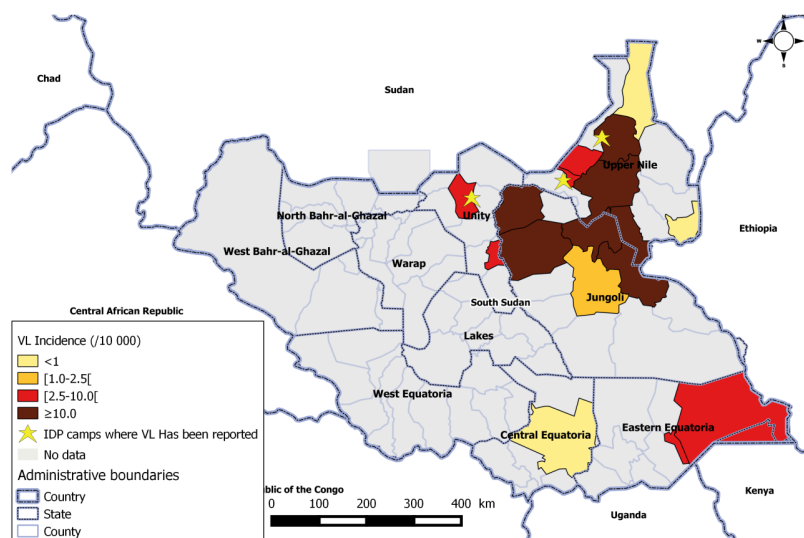 N
W
E
S
Chad
Sudan
Upper Nile
North Bahr-al-Ghazal
Unity
Ethiopia
West Bahr-al-Ghazal
Warap
Central African Republic
South Sudan
Jungoli
Lakes
West Equatoria
Central Equatoria
Eastern Equatoria
VL Incidence (/10 000)
<1
[1.0-2.5[
[2.5-10.0[
≥10.0
IDP camps where VL Has been reported
No data
Administrative boundaries
Country
State
County
ublic of the Congo
0 100 200 300 400 km
Kenya
Uganda